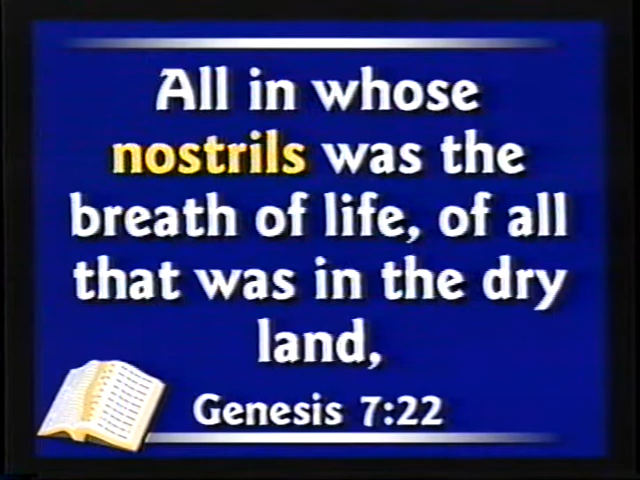 All in whose
nostrils was the
breath of life, of all
that was in the dry
land,
Genesis 7:22